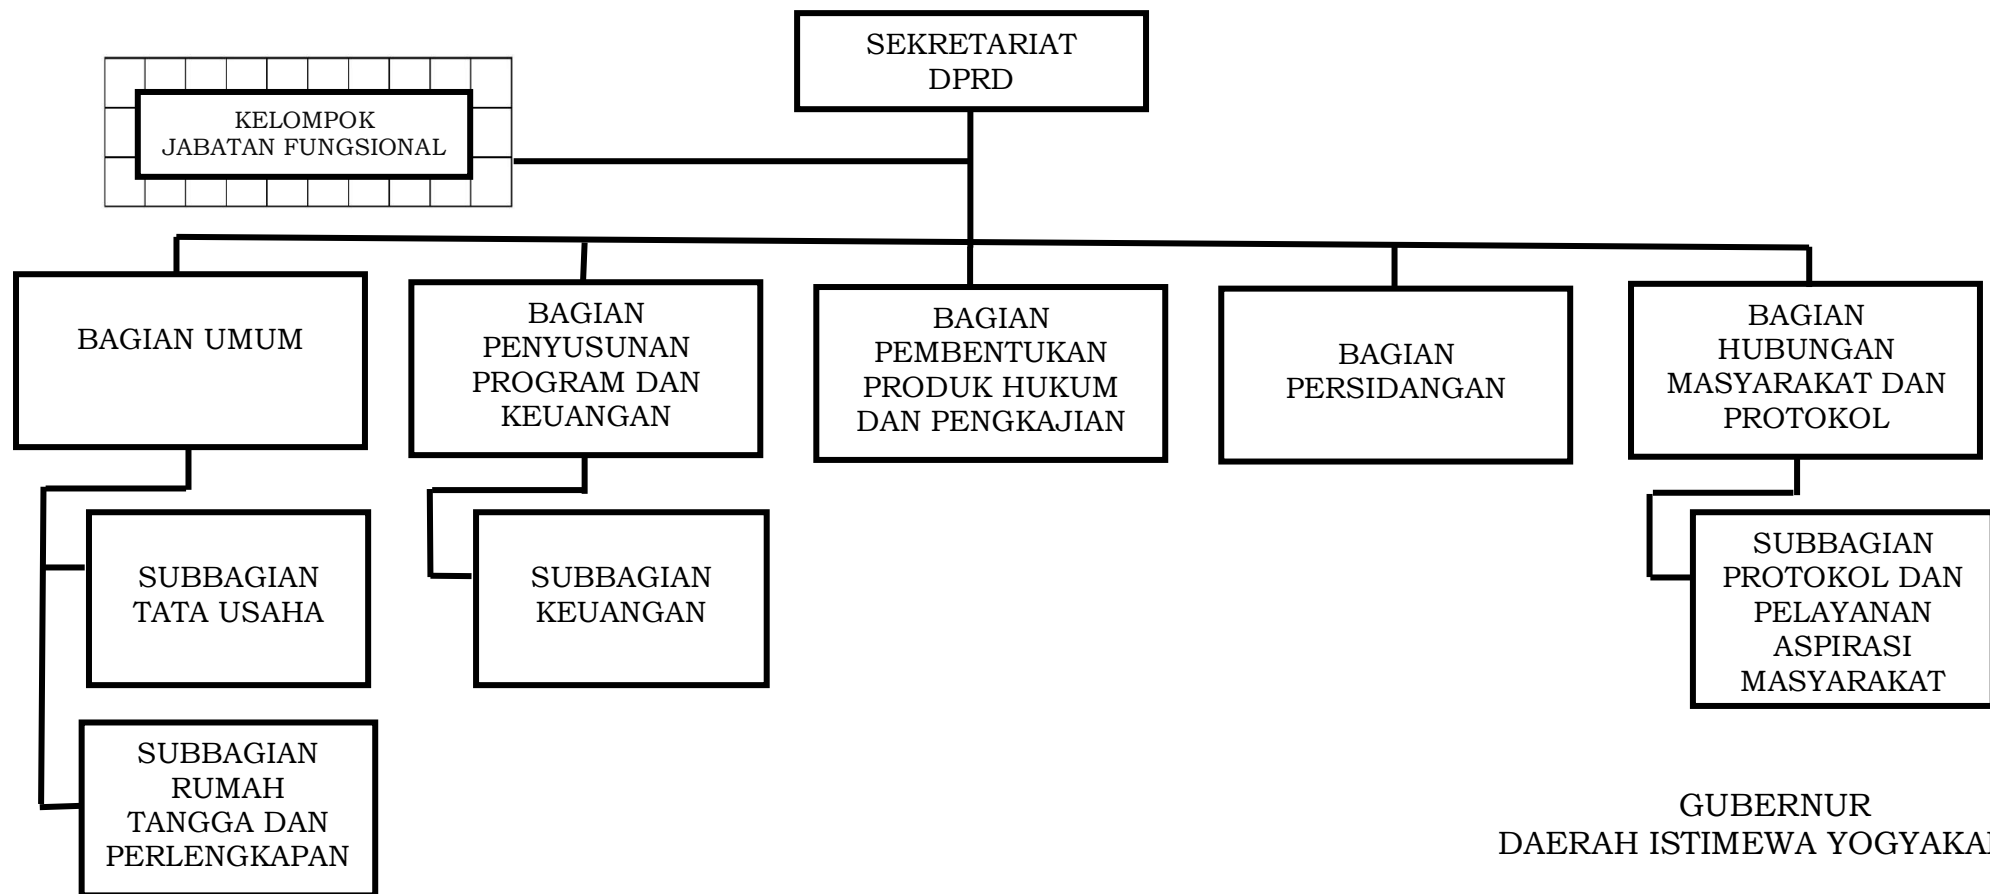 SEKRETARIAT
DPRD
KELOMPOK
JABATAN FUNGSIONAL
BAGIAN UMUM
BAGIAN
PENYUSUNAN
PROGRAM DAN
KEUANGAN
BAGIAN
PEMBENTUKAN
PRODUK HUKUM
DAN PENGKAJIAN
BAGIAN
PERSIDANGAN
BAGIAN
HUBUNGAN
MASYARAKAT DAN
PROTOKOL
SUBBAGIAN
TATA USAHA
SUBBAGIAN
RUMAH
TANGGA DAN
PERLENGKAPAN
SUBBAGIAN
KEUANGAN
SUBBAGIAN
PROTOKOL DAN
PELAYANAN
ASPIRASI
MASYARAKAT
GUBERNUR
DAERAH ISTIMEWA